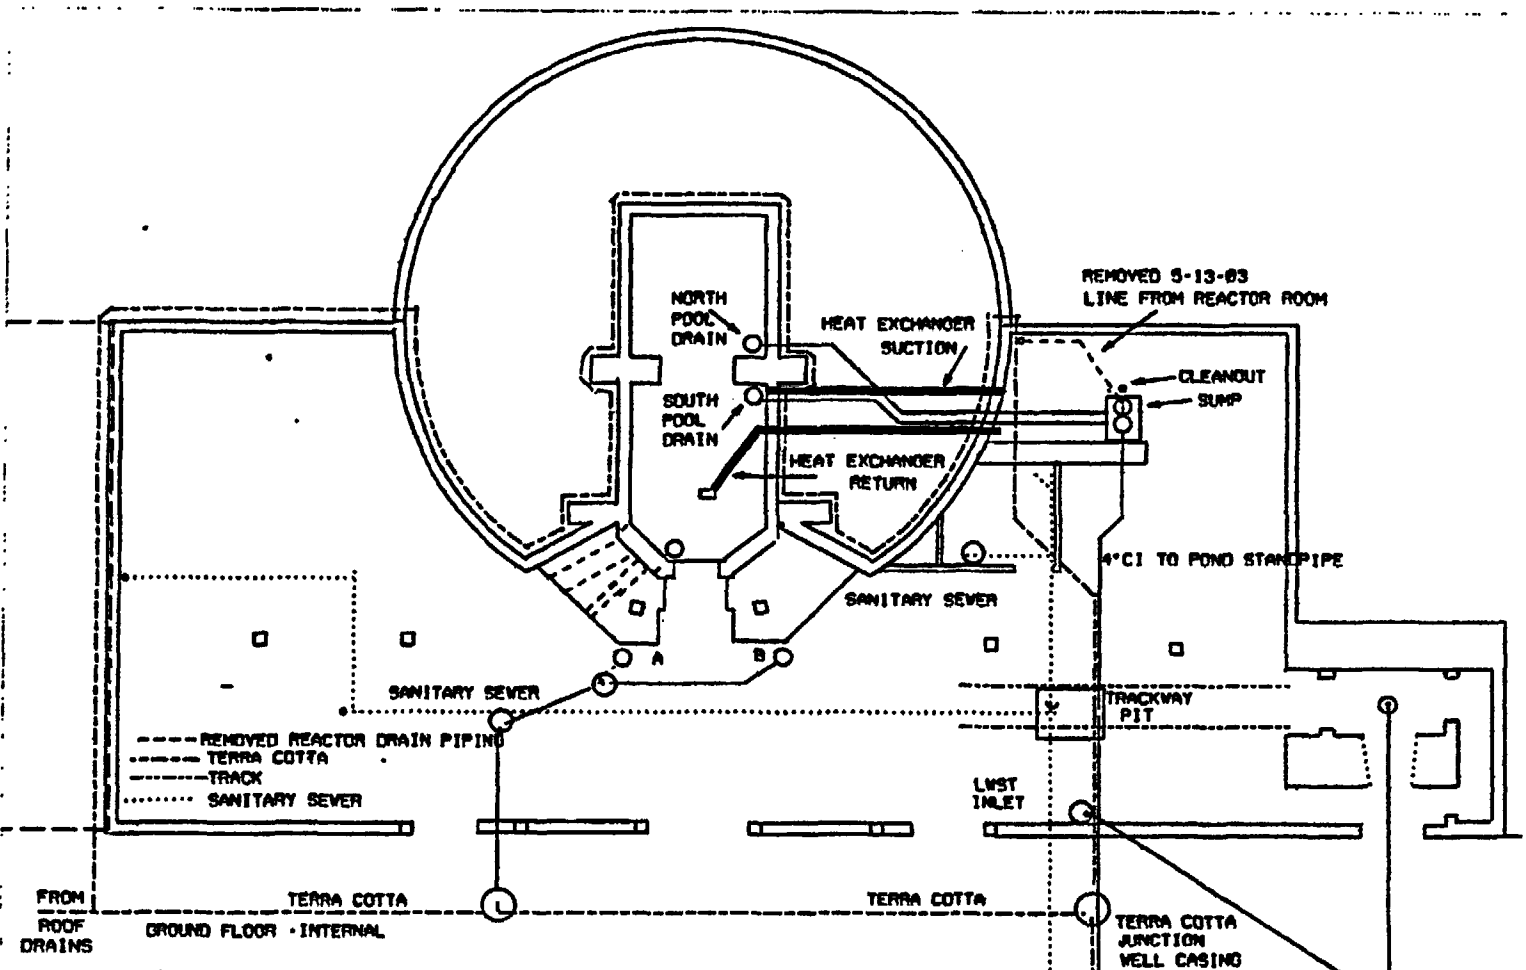 REMOVED 5-13-83
LINE FROM REACTOR ROOM
NORTH
POOL
DRAIN
HEAT EXCHANGER
SUCTION
CLEANOUT
SUMP
SOUTH
POOL
DRAIN
HEAT EXCHANGER
RETURN
4"CI TO POND STANDPIPE
SANITARY SEWER
A
B
SANITARY SEWER
TRACKWAY
PIT
REMOVED REACTOR DRAIN PIPING
TERRA COTTA
TRACK
SANITARY SEWER
LWST
INLET
FROM
ROOF
DRAINS
TERRA COTTA
L
TERRA COTTA
GROUND FLOOR - INTERNAL
TERRA COTTA
JUNCTION
WELL CASING